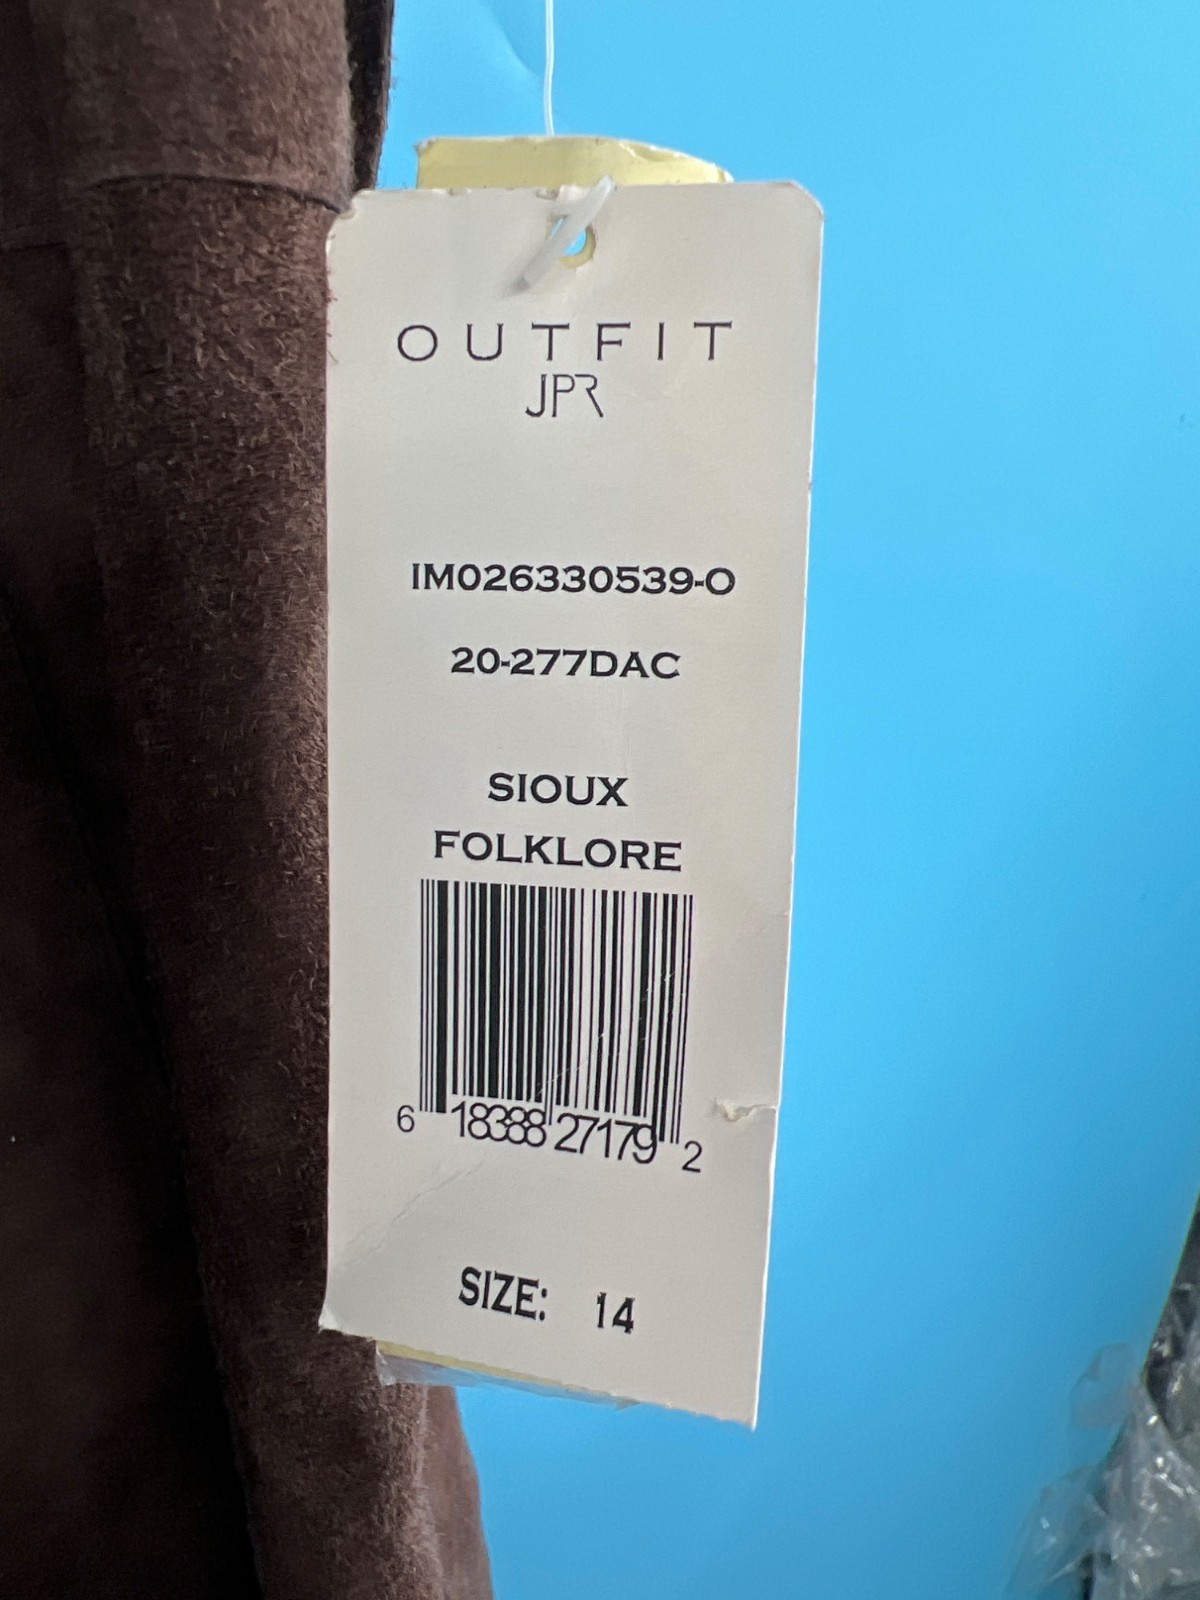 OUTFIT
JPR
IM026330539-O
20-277DAC
SIOUX
FOLKLORE
6 18388 27179 2
SIZE: 14